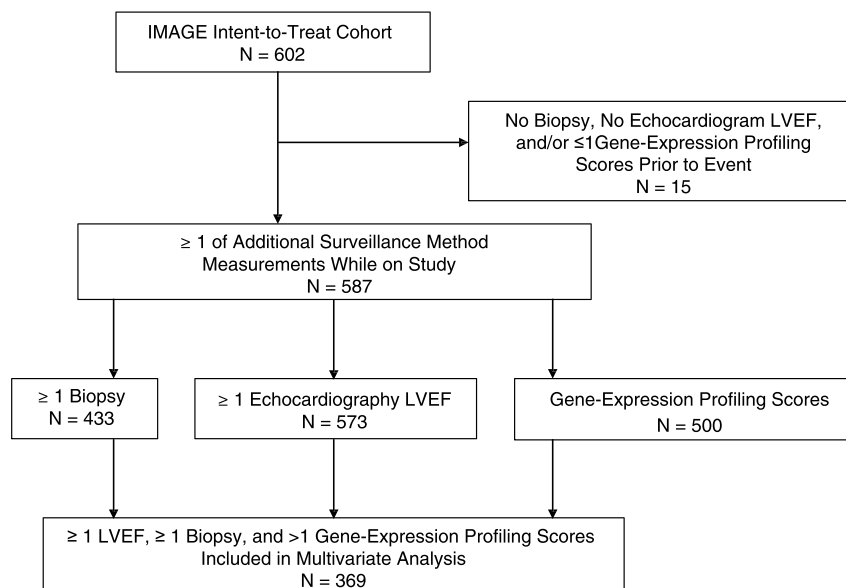 IMAGE Intent-to-Treat Cohort
N = 602
No Biopsy, No Echocardiogram LVEF,
and/or ≤1Gene-Expression Profiling
Scores Prior to Event
N = 15
≥ 1 of Additional Surveillance Method
Measurements While on Study
N = 587
≥ 1 Biopsy
N = 433
≥ 1 Echocardiography LVEF
N = 573
Gene-Expression Profiling Scores
N = 500
≥ 1 LVEF, ≥ 1 Biopsy, and >1 Gene-Expression Profiling Scores
Included in Multivariate Analysis
N = 369